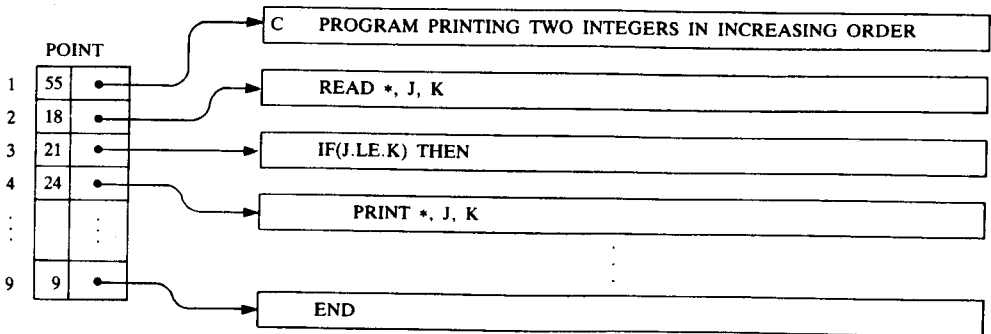 POINT
C PROGRAM PRINTING TWO INTEGERS IN INCREASING ORDER
1 55
READ *, J, K
2 18
3 21
IF(J.LE.K) THEN
4 24
PRINT *, J, K
9 9
END